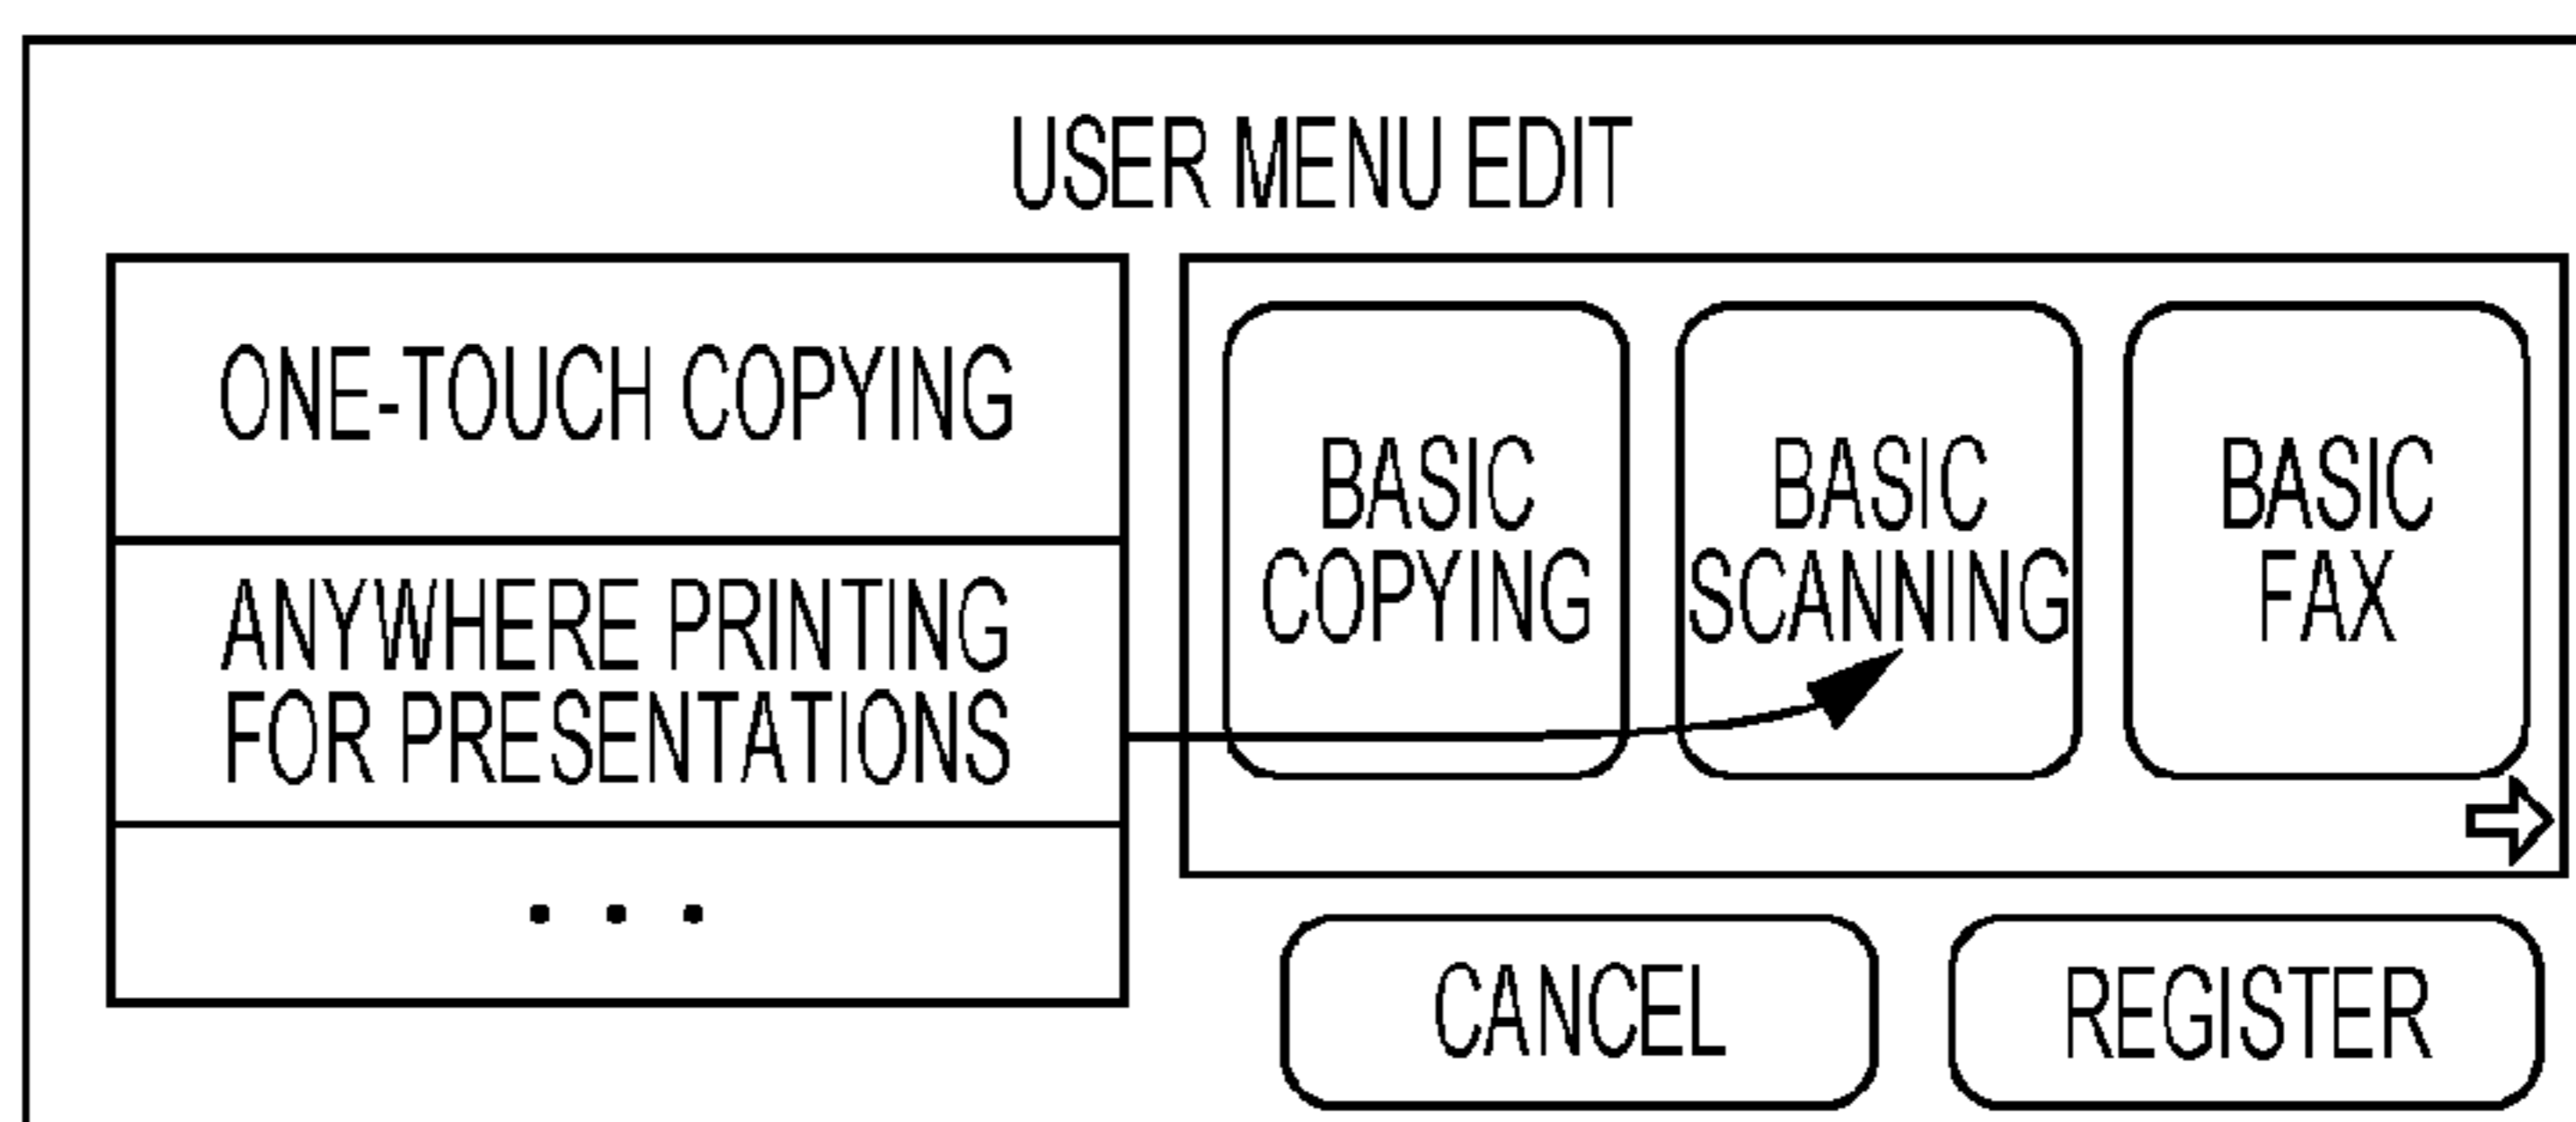 USER MENU EDIT
ONE-TOUCH COPYING
ANYWHERE PRINTING
FOR PRESENTATIONS
• • •
BASIC
COPYING
BASIC
SCANNING
BASIC
FAX
CANCEL
REGISTER